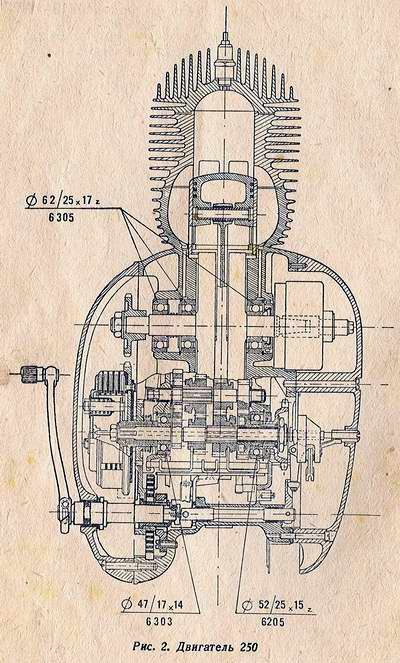 Ø 62/25 x 17 z
6305
Ø 47/17 x 14
6303
Ø 52/25 x 15 z
6205
Рис. 2. Двигатель 250